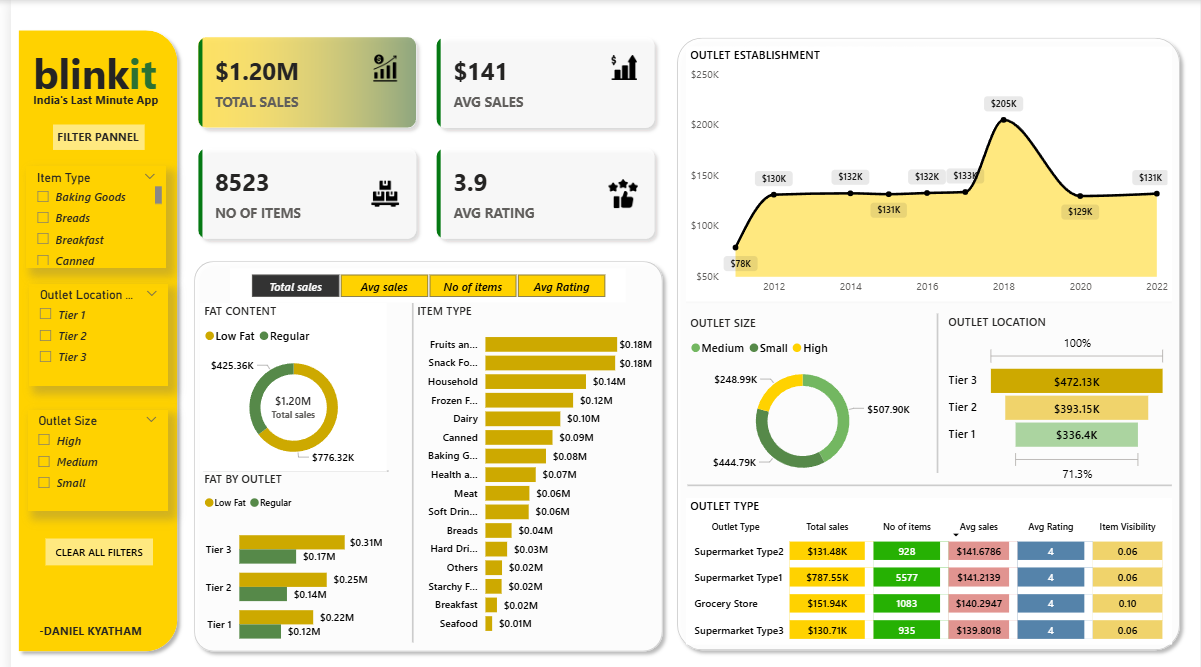 blinkit
India's Last Minute App
FILTER PANNEL
Item Type
Baking Goods
Breads
Breakfast
Canned
Outlet Location ...
Tier 1
Tier 2
Tier 3
Outlet Size
High
Medium
Small
CLEAR ALL FILTERS
-DANIEL KYATHAM
$1.20M
TOTAL SALES
$141
AVG SALES
8523
NO OF ITEMS
3.9
AVG RATING
Total sales Avg sales No of items Avg Rating
FAT CONTENT
Low Fat Regular
$425.36K
$1.20M
Total sales
$776.32K
FAT BY OUTLET
Low Fat Regular
Tier 3 $0.31M
$0.17M
Tier 2 $0.25M
$0.14M
Tier 1 $0.22M
$0.12M
ITEM TYPE
Fruits an... $0.18M
Snack Fo... $0.18M
Household $0.14M
Frozen F... $0.12M
Dairy $0.10M
Canned $0.09M
Baking G... $0.08M
Health a... $0.07M
Meat $0.06M
Soft Drin... $0.06M
Breads $0.04M
Hard Dri... $0.03M
Others $0.02M
Starchy F... $0.02M
Breakfast $0.02M
Seafood $0.01M
OUTLET ESTABLISHMENT
$250K
$200K
$150K
$100K
$50K
$78K
$130K
$132K
$131K
$132K
$133K
$205K
$129K
$131K
2012 2014 2016 2018 2020 2022
OUTLET SIZE
Medium Small High
$248.99K
$507.90K
$444.79K
OUTLET LOCATION
100%
Tier 3 $472.13K
Tier 2 $393.15K
Tier 1 $336.4K
71.3%
OUTLET TYPE
Outlet Type Total sales No of items Avg sales Avg Rating Item Visibility
Supermarket Type2 $131.48K 928 $141.6786 4 0.06
Supermarket Type1 $787.55K 5577 $141.2139 4 0.06
Grocery Store $151.94K 1083 $140.2947 4 0.10
Supermarket Type3 $130.71K 935 $139.8018 4 0.06